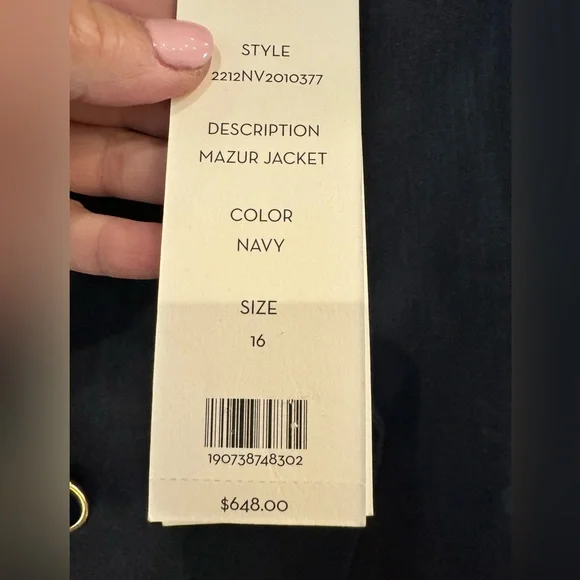 STYLE
2212NV2010377
DESCRIPTION
MAZUR JACKET
COLOR
NAVY
SIZE
16
190738748302
$648.00